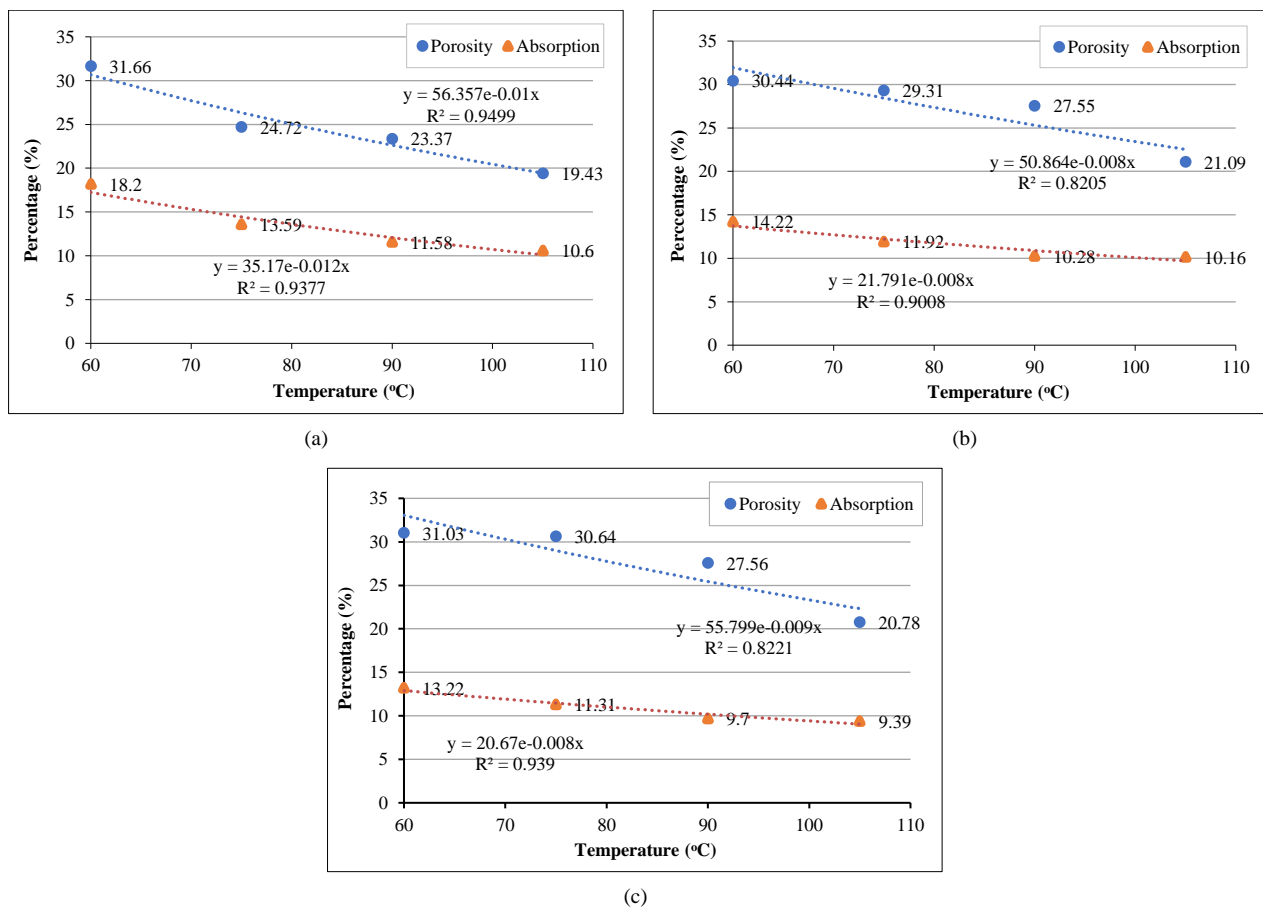 35
30
25
20
15
10
5
0
Percentage (%)
Porosity Absorption
31.66
24.72
23.37
19.43
y = 56.357e-0.01x
R² = 0.9499
18.2
13.59
11.58
10.6
y = 35.17e-0.012x
R² = 0.9377
60 70 80 90 100 110
Temperature (ºC)
(a)
35
30
25
20
15
10
5
0
Perccentage (%)
Porosity Absorption
30.44
29.31
27.55
21.09
y = 50.864e-0.008x
R² = 0.8205
14.22
11.92
10.28
10.16
y = 21.791e-0.008x
R² = 0.9008
60 70 80 90 100 110
Temperature (ºC)
(b)
35
30
25
20
15
10
5
0
Percentage (%)
Porosity Absorption
31.03
30.64
27.56
20.78
y = 55.799e-0.009x
R² = 0.8221
13.22
11.31
9.7
9.39
y = 20.67e-0.008x
R² = 0.939
60 70 80 90 100 110
Temperature (ºC)
(c)